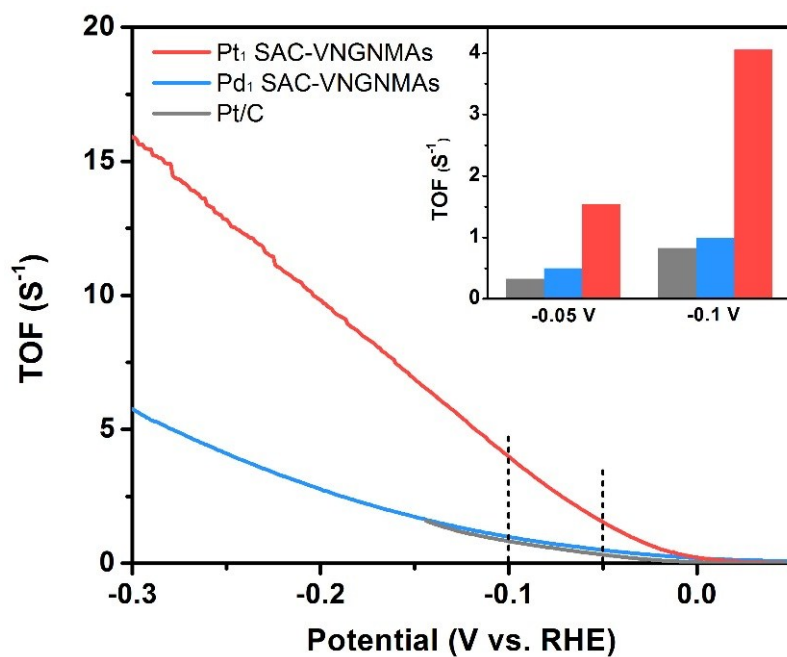 20
15
10
5
0
TOF (S⁻¹)
Pt₁ SAC-VNGNMAs
Pd₁ SAC-VNGNMAs
Pt/C
4
3
2
1
0
TOF (S⁻¹)
-0.05 V -0.1 V
-0.3 -0.2 -0.1 0.0
Potential (V vs. RHE)